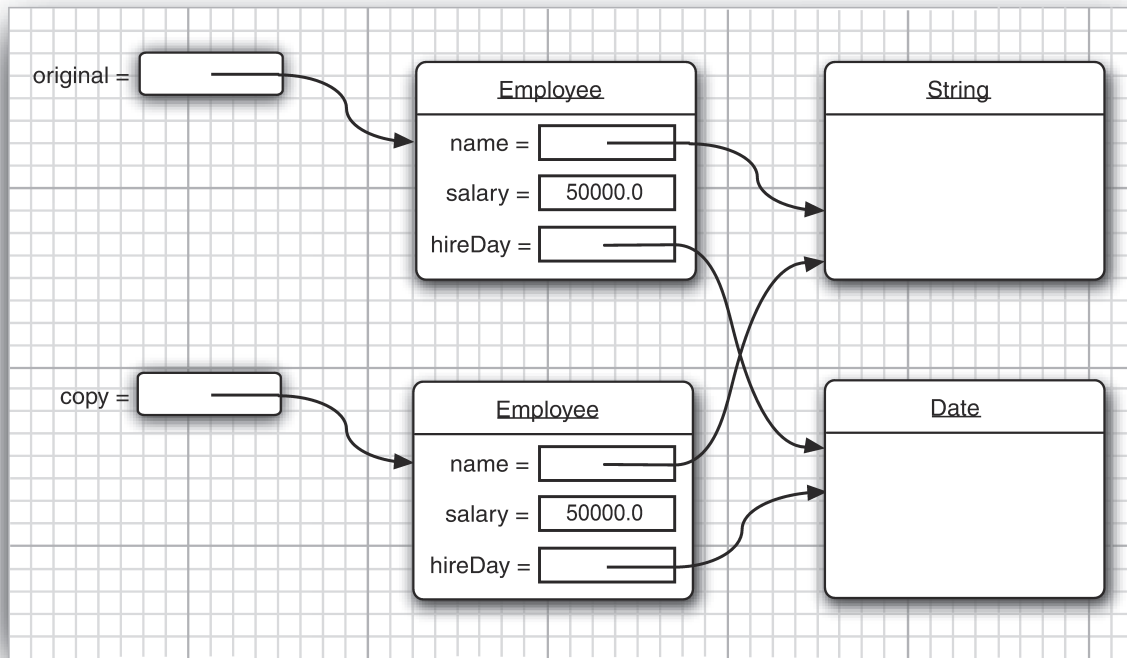 original =
Employee
name =
salary = 50000.0
hireDay =
String
copy =
Employee
name =
salary = 50000.0
hireDay =
Date